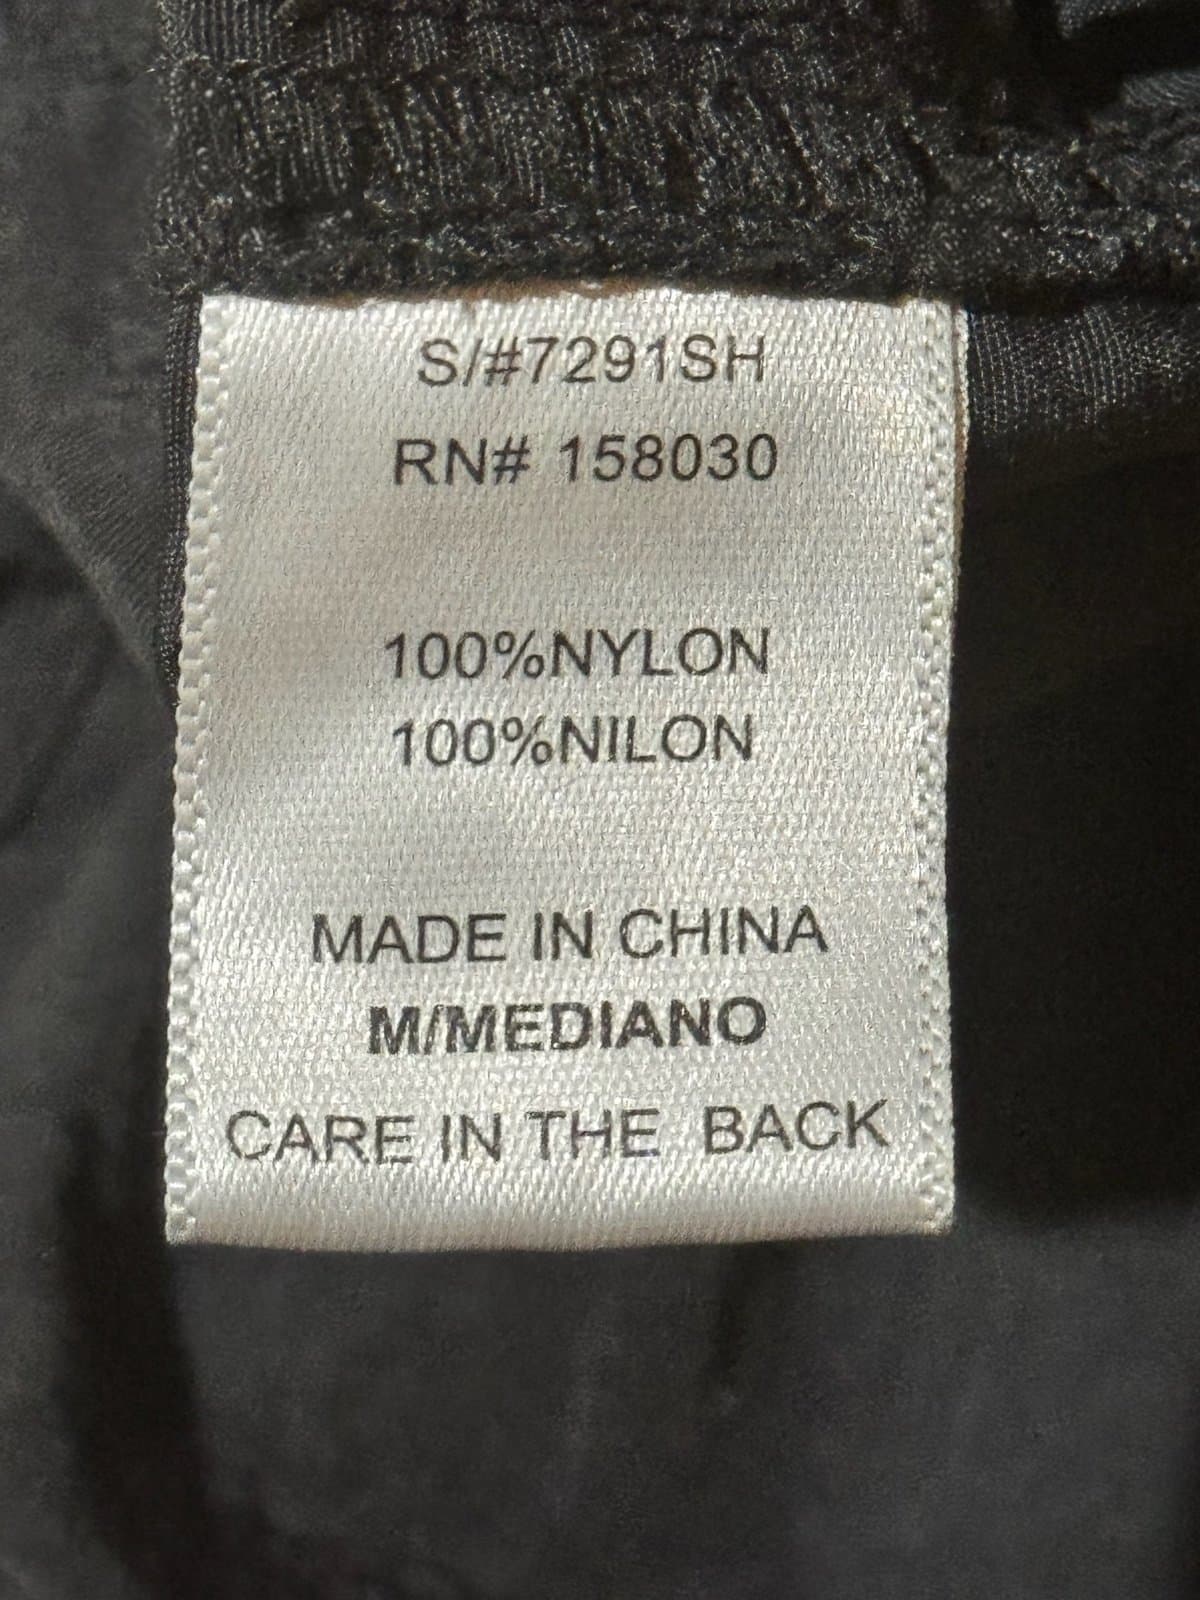 S/#7291SH
RN# 158030
100%NYLON
100%NILON
MADE IN CHINA
M/MEDIANO
CARE IN THE BACK